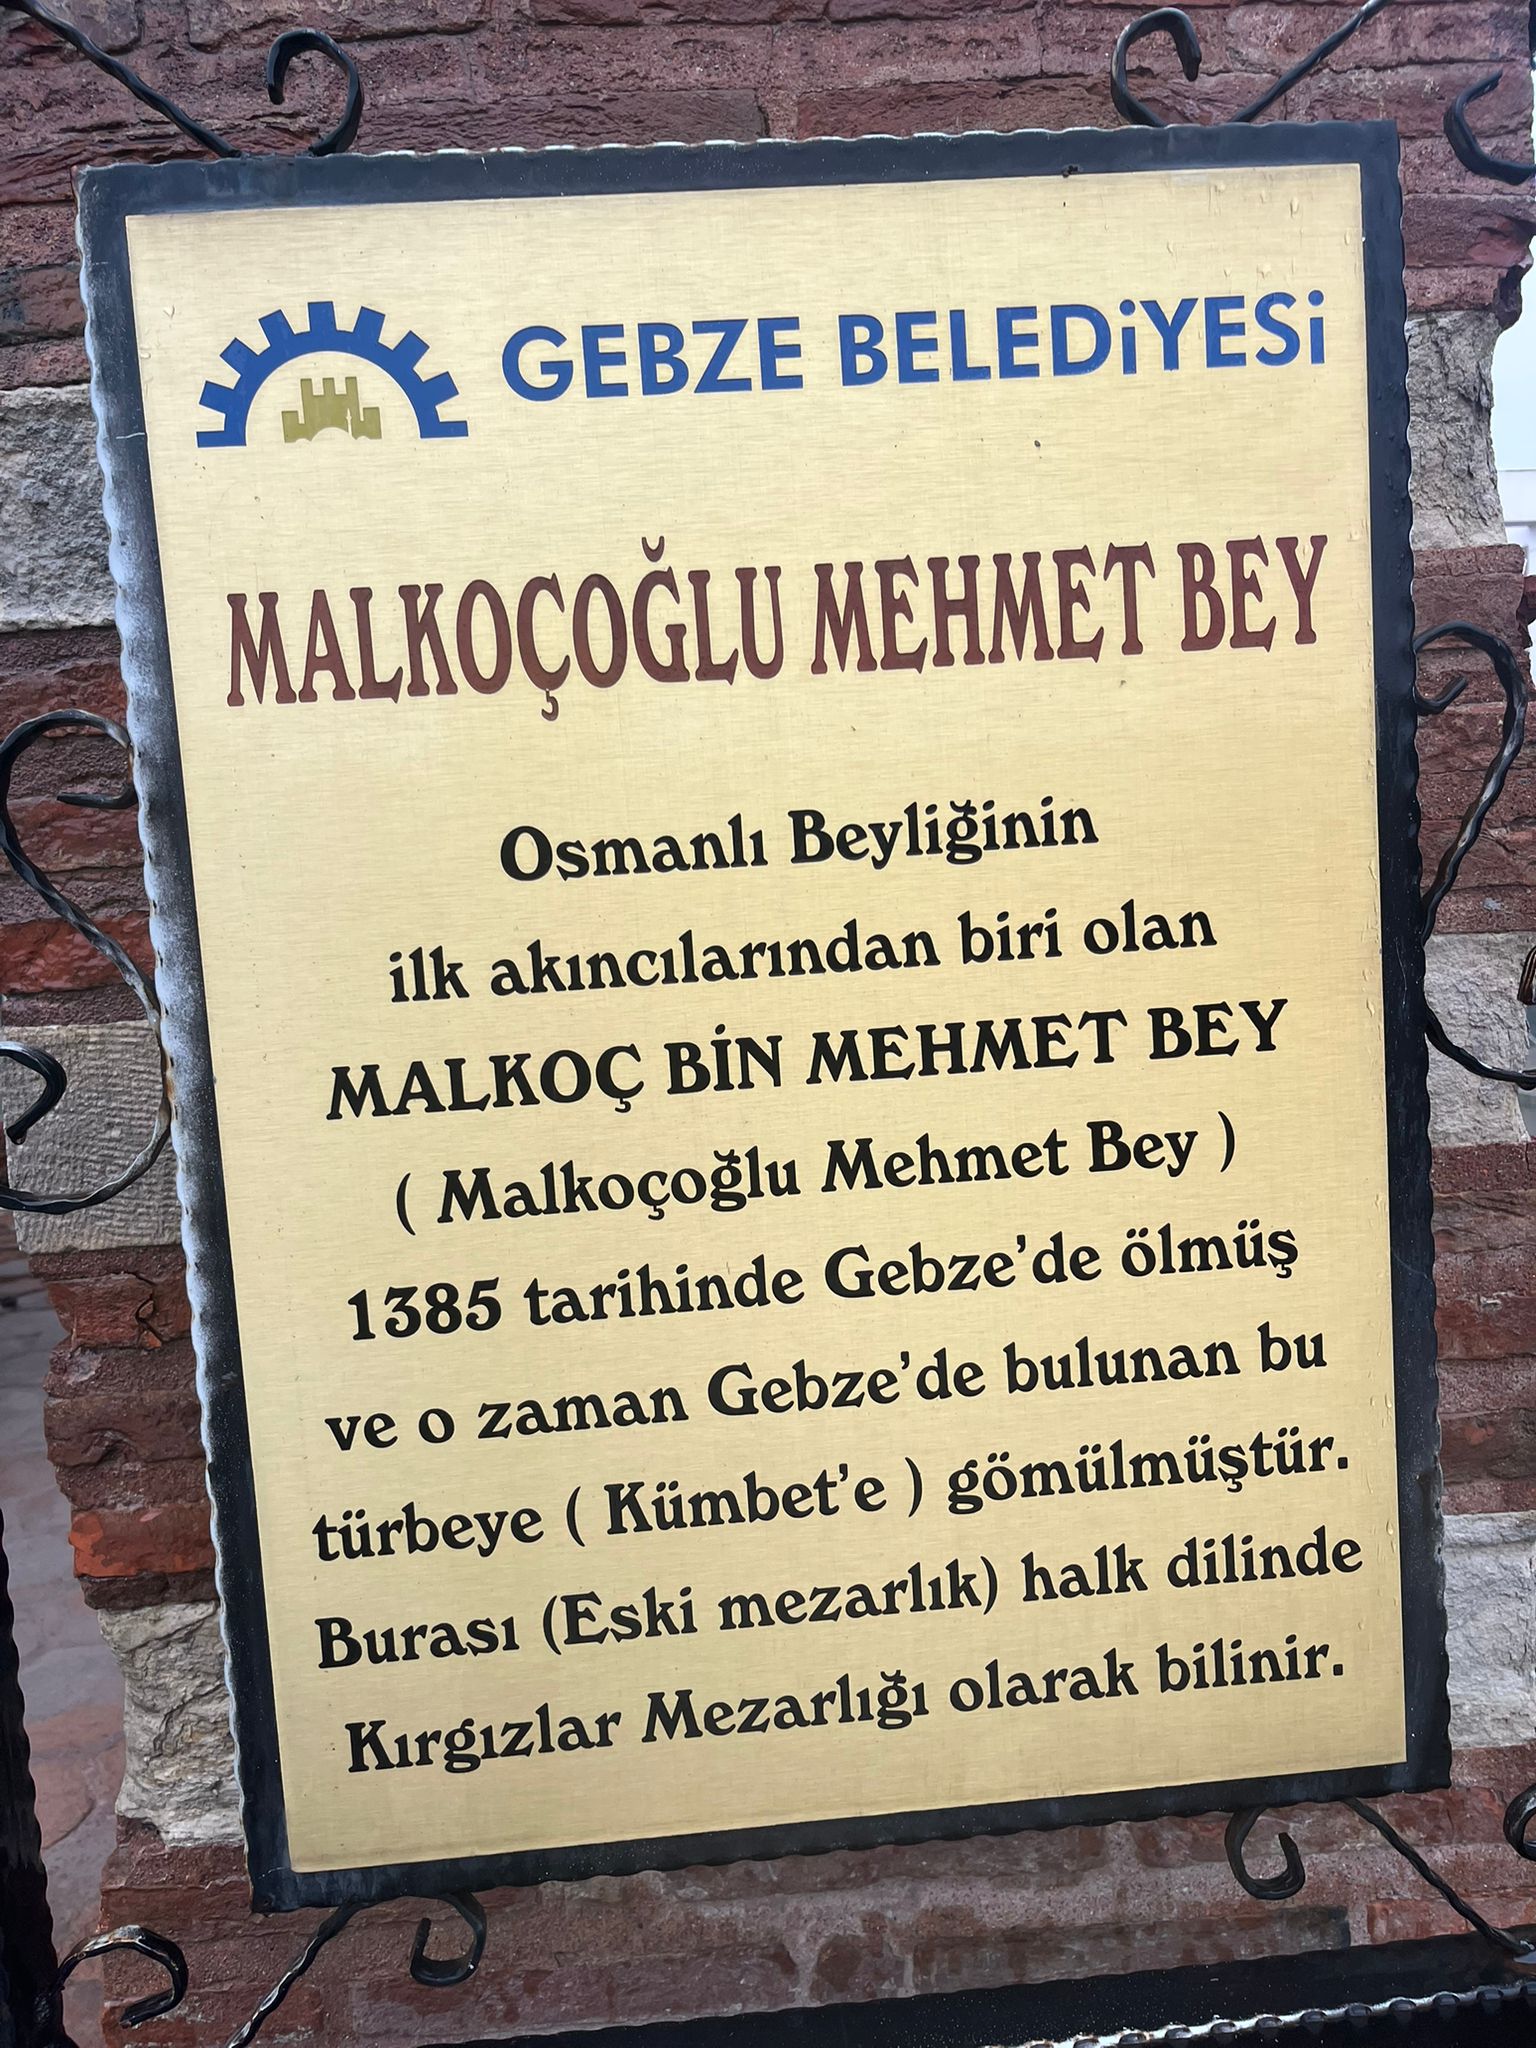 GEBZE BELEDİYESİ
MALKOÇOĞLU MEHMET BEY
Osmanlı Beyliğinin
ilk akıncılarından biri olan
MALKOÇ BİN MEHMET BEY
( Malkoçoğlu Mehmet Bey )
1385 tarihinde Gebze'de ölmüş
ve o zaman Gebze'de bulunan bu
türbeye ( Kümbet'e ) gömülmüştür.
Burası (Eski mezarlık) halk dilinde
Kırgızlar Mezarlığı olarak bilinir.